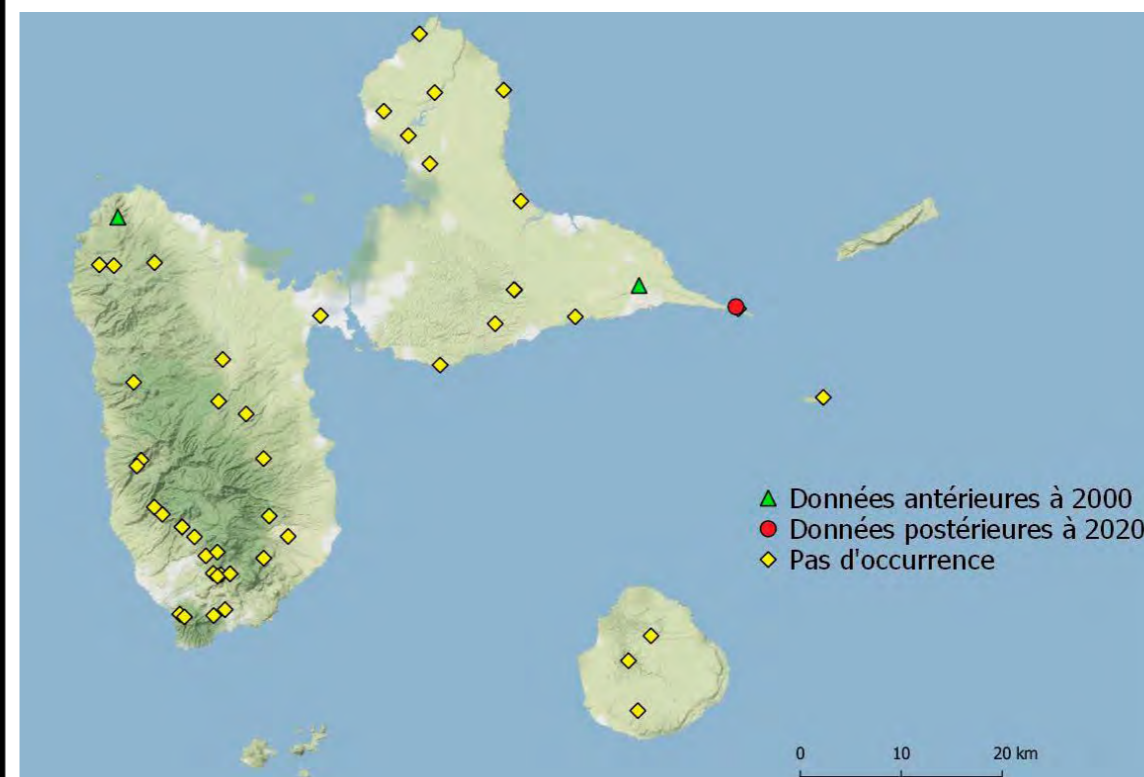 Données antérieures à 2000
Données postérieures à 2020
Pas d'occurrence
0 10 20 km